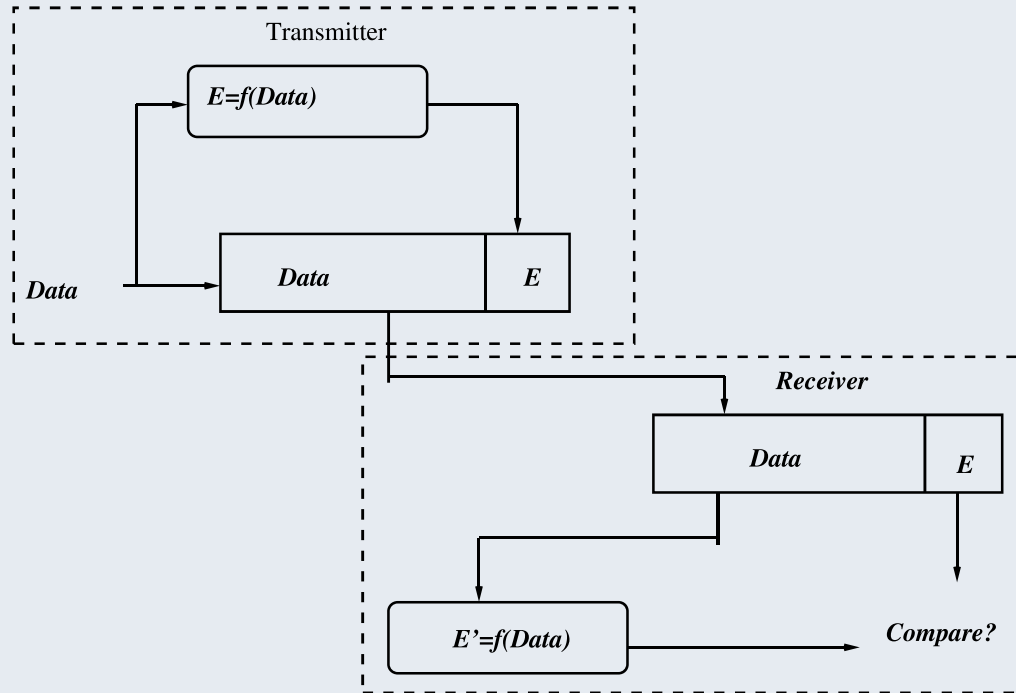 Transmitter
E=f(Data)
Data
Data
E
Receiver
Data
E
E’=f(Data)
Compare?